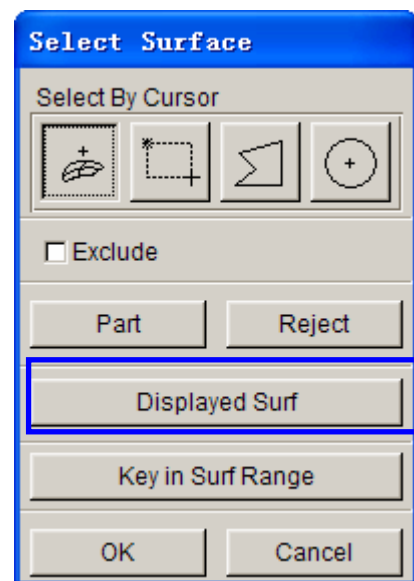 Select Surface
Select By Cursor
Exclude
Part Reject
Displayed Surf
Key in Surf Range
OK Cancel